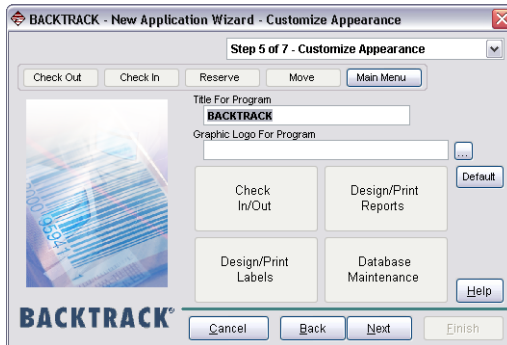 BACKTRACK - New Application Wizard - Customize Appearance
Step 5 of 7 - Customize Appearance
Check Out Check In Reserve Move Main Menu
Title For Program
BACKTRACK
Graphic Logo For Program
...
Default
Check
In/Out
Design/Print
Reports
Design/Print
Labels
Database
Maintenance
Help
BACKTRACK®
Cancel Back Next Finish